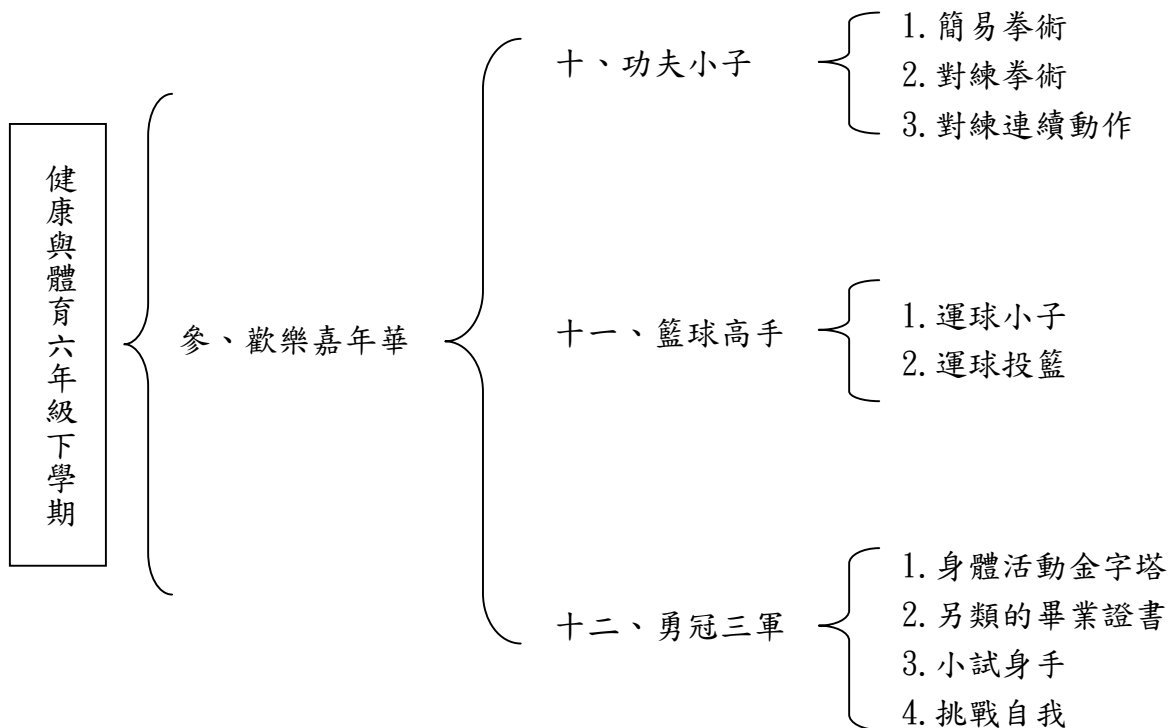 健康與體育六年級下學期
參、歡樂嘉年華
十、功夫小子
1.簡易拳術
2.對練拳術
3.對練連續動作
十一、籃球高手
1.運球小子
2.運球投籃
十二、勇冠三軍
1.身體活動金字塔
2.另類的畢業證書
3.小試身手
4.挑戰自我